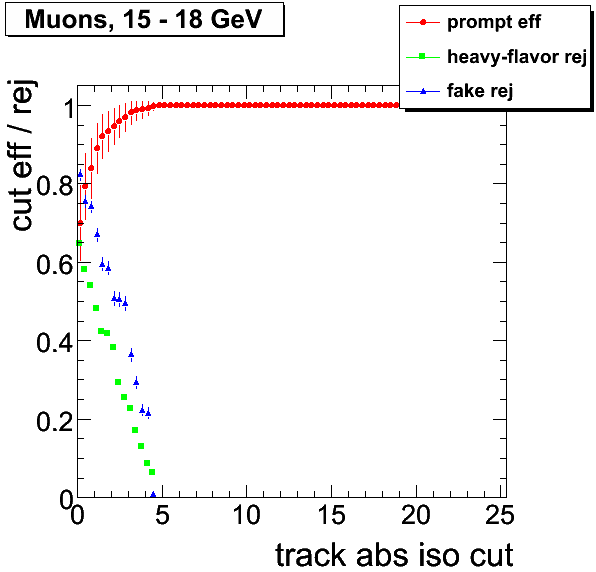 Muons, 15 - 18 GeV
prompt eff
heavy-flavor rej
fake rej
cut eff / rej
1
0.8
0.6
0.4
0.2
0
0 5 10 15 20 25
track abs iso cut